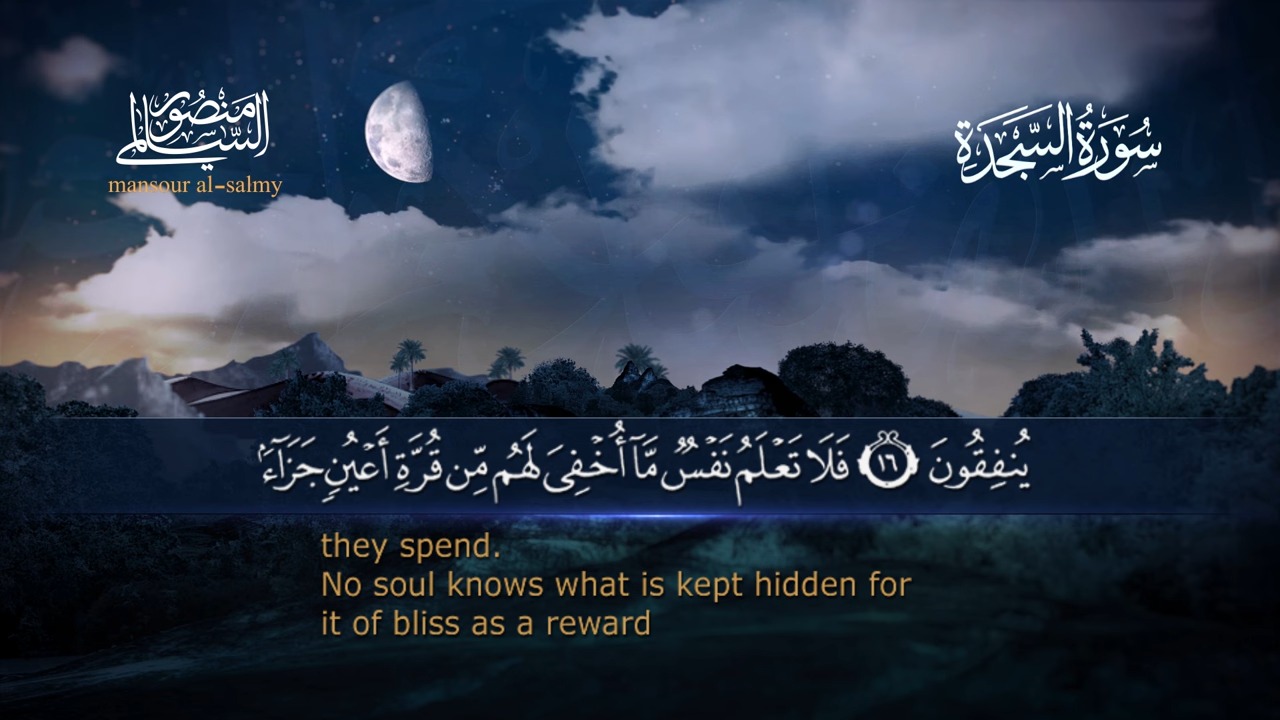 منصور السالمي
mansour al-salmy
سُورَةُ السَّجْدَةِ
يُنفِقُونَ ١٦ فَلَا تَعْلَمُ نَفْسٌ مَّآ أُخْفِىَ لَهُم مِّن قُرَّةِ أَعْيُنٍ جَزَآءًۢ
they spend.
No soul knows what is kept hidden for
it of bliss as a reward